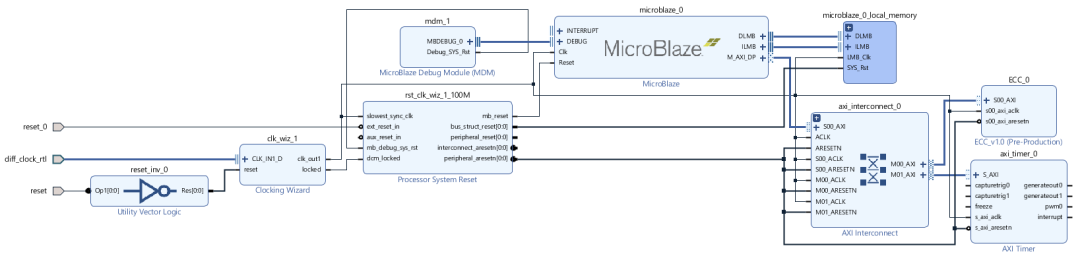 mdm_1
MBDEBUG_0
Debug_SYS_Rst
MicroBlaze Debug Module (MDM)
microblaze_0
INTERRUPT
DEBUG
Clk
Reset
MicroBlaze
DLMB
ILMB
M_AXI_DP
MicroBlaze
microblaze_0_local_memory
DLMB
ILMB
LMB_Clk
SYS_Rst
rst_clk_wiz_1_100M
slowest_sync_clk
ext_reset_in
aux_reset_in
mb_debug_sys_rst
dcm_locked
mb_reset
bus_struct_reset[0:0]
peripheral_reset[0:0]
interconnect_aresetn[0:0]
peripheral_aresetn[0:0]
Processor System Reset
reset_0
diff_clock_rtl
reset
reset_inv_0
Op1[0:0]
Res[0:0]
Utility Vector Logic
clk_wiz_1
CLK_IN1_D
reset
clk_out1
locked
Clocking Wizard
axi_interconnect_0
S00_AXI
ACLK
ARESETN
S00_ACLK
S00_ARESETN
M00_ACLK
M00_ARESETN
M01_ACLK
M01_ARESETN
M00_AXI
M01_AXI
AXI Interconnect
ECC_0
S00_AXI
s00_axi_aclk
s00_axi_aresetn
ECC_v1.0 (Pre-Production)
axi_timer_0
S_AXI
capturetrig0
capturetrig1
freeze
s_axi_aclk
s_axi_aresetn
generateout0
generateout1
pwm0
interrupt
AXI Timer